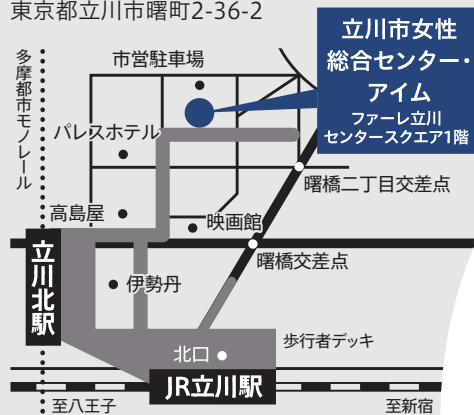 東京都立川市曙町2-36-2
立川市女性
総合センター・
アイム
ファーレ立川
センタースクエア1階
市営駐車場
多摩都市モノレール
パレスホテル
曙橋二丁目交差点
高島屋
映画館
立川北駅
曙橋交差点
伊勢丹
歩行者デッキ
北口
JR立川駅
至八王子
至新宿